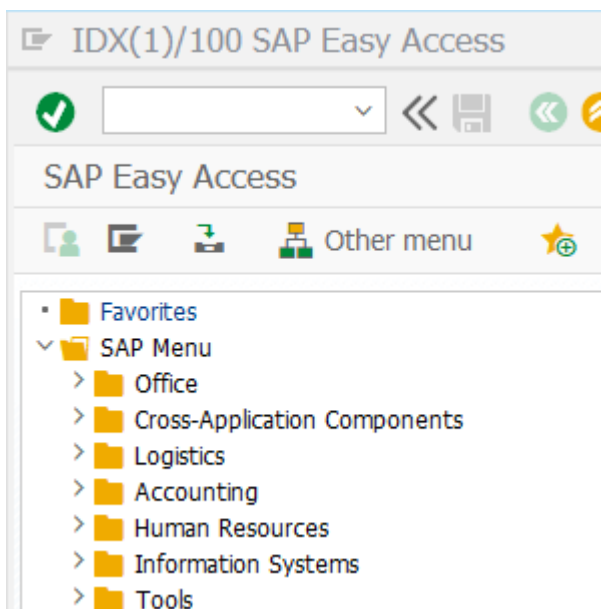 IDX(1)/100 SAP Easy Access
SAP Easy Access
Other menu
Favorites
SAP Menu
Office
Cross-Application Components
Logistics
Accounting
Human Resources
Information Systems
Tools